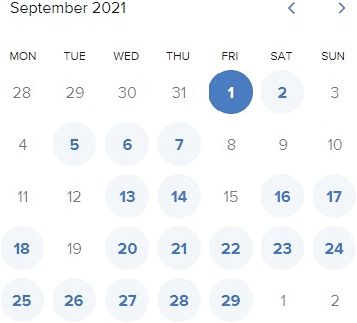 September 2021
MON TUE WED THU FRI SAT SUN
28 29 30 31 1 2 3
4 5 6 7 8 9 10
11 12 13 14 15 16 17
18 19 20 21 22 23 24
25 26 27 28 29 1 2